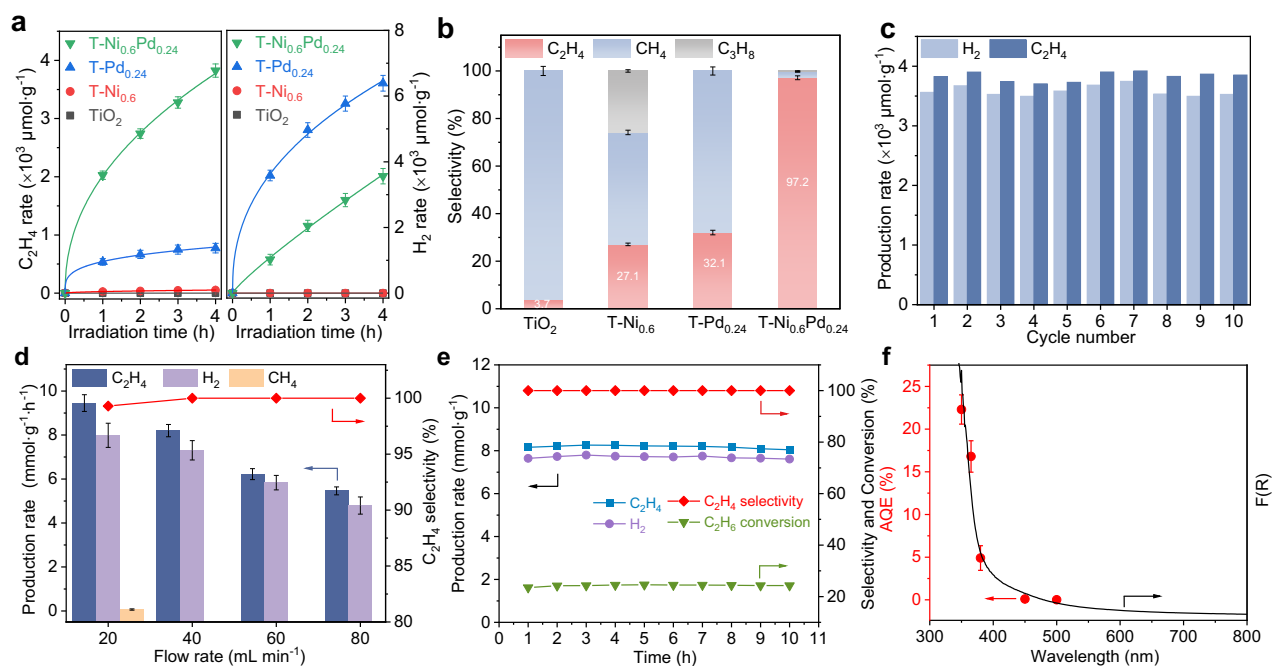 a
C₂H₄ rate (×10³ μmol·g⁻¹)
4
3
2
1
0
T-Ni₀.₆Pd₀.₂₄
T-Pd₀.₂₄
T-Ni₀.₆
TiO₂
0 1 2 3 4
Irradiation time (h)
T-Ni₀.₆Pd₀.₂₄
T-Pd₀.₂₄
T-Ni₀.₆
TiO₂
0 1 2 3 4
Irradiation time (h)
8
6
4
2
0
H₂ rate (×10³ μmol·g⁻¹)
b
C₂H₄ CH₄ C₃H₈
Selectivity (%)
100
80
60
40
20
0
3.7
27.1
32.1
97.2
TiO₂ T-Ni₀.₆ T-Pd₀.₂₄ T-Ni₀.₆Pd₀.₂₄
c
H₂ C₂H₄
Production rate (×10³ μmol·g⁻¹)
4
2
0
1 2 3 4 5 6 7 8 9 10
Cycle number
d
C₂H₄ H₂ CH₄
Production rate (mmol·g⁻¹·h⁻¹)
10
8
6
4
2
0
20 40 60 80
Flow rate (mL min⁻¹)
100
95
90
85
80
C₂H₄ selectivity (%)
e
Production rate (mmol·g⁻¹)
12
11
10
8
6
4
2
0
C₂H₄
H₂
C₂H₄ selectivity
C₂H₆ conversion
0 1 2 3 4 5 6 7 8 9 10 11
Time (h)
100
80
60
40
20
Selectivity and Conversion (%)
f
AQE (%)
25
20
15
10
5
0
300 400 500 600 700 800
Wavelength (nm)
F(R)